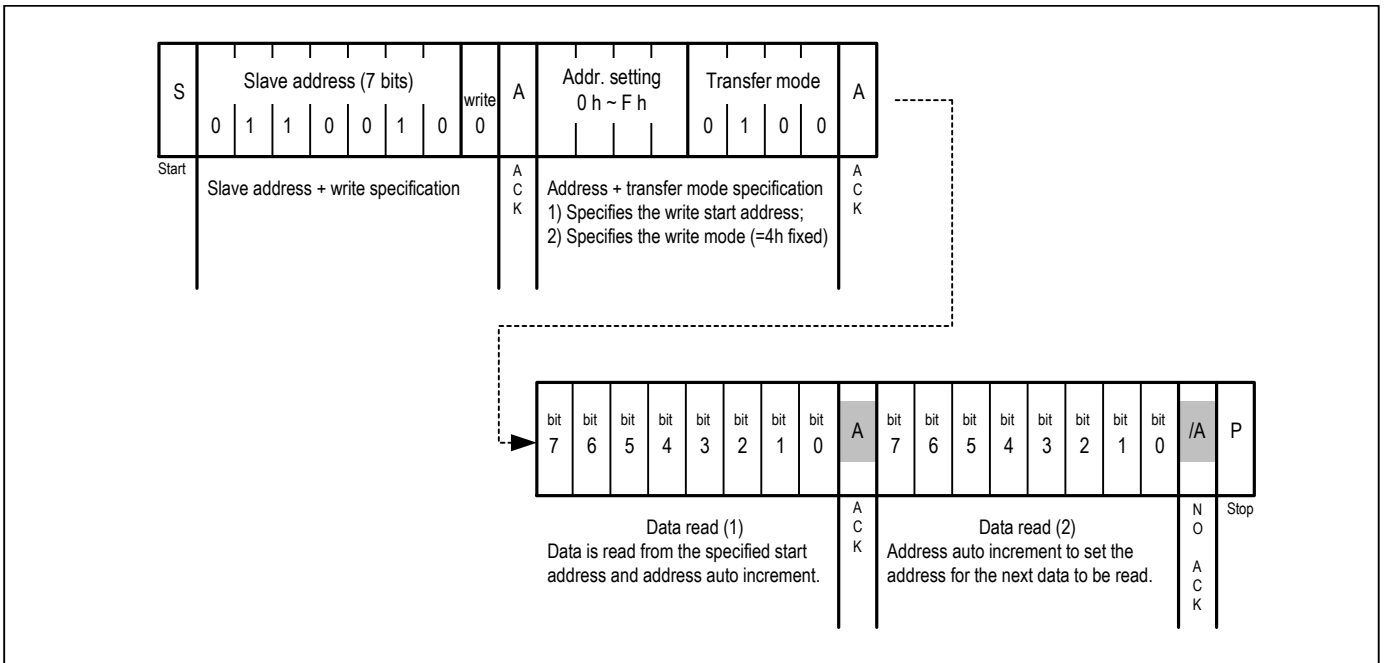 S
Slave address (7 bits)
write
A
Addr. setting
0 h ~ F h
Transfer mode
A
0 1 1 0 0 1 0 0
0 1 0 0
Start
Slave address + write specification
A
C
K
Address + transfer mode specification
1) Specifies the write start address;
2) Specifies the write mode (=4h fixed)
A
C
K
bit bit bit bit bit bit bit bit A bit bit bit bit bit bit bit bit /A P
7 6 5 4 3 2 1 0 7 6 5 4 3 2 1 0
Data read (1)
Data is read from the specified start
address and address auto increment.
A
C
K
Data read (2)
Address auto increment to set the
address for the next data to be read.
N
O
A
C
K
Stop